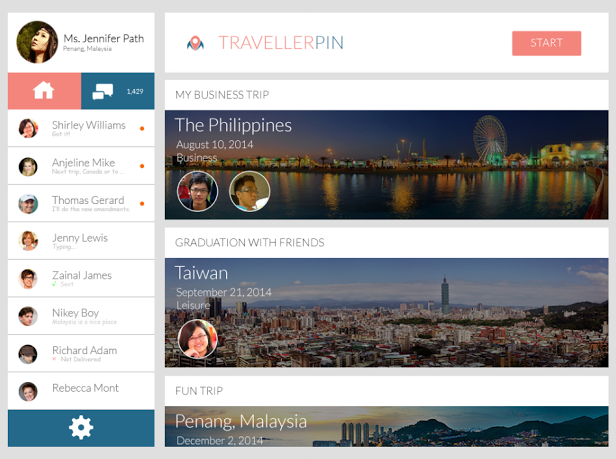 Ms. Jennifer Path
Penang, Malaysia
1,429
Shirley Williams
Got it!
Anjeline Mike
Next trip, Canada or to ...
Thomas Gerard
I'll do the new amendments.
Jenny Lewis
Typing...
Zainal James
Sent
Nikey Boy
Malaysia is a nice place
Richard Adam
Not Delivered
Rebecca Mont
TRAVELLERPIN
START
MY BUSINESS TRIP
The Philippines
August 10, 2014
Business
GRADUATION WITH FRIENDS
Taiwan
September 21, 2014
Leisure
FUN TRIP
Penang, Malaysia
December 2, 2014